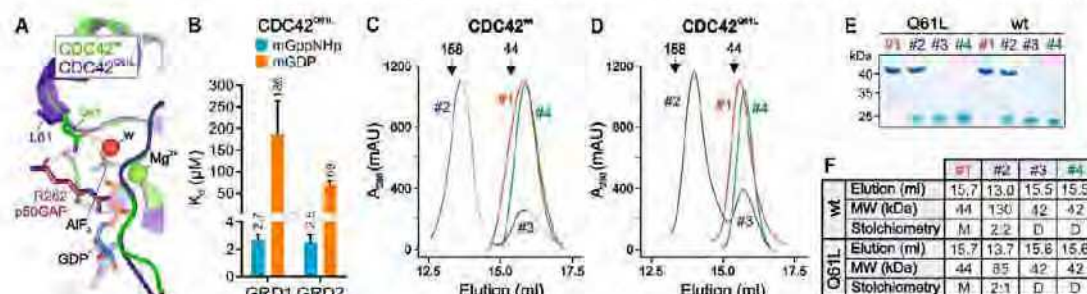 A
CDC42wt
CDC42Q61L
Q61
L61
W
Mg2+
R262
p50GAP
AlF3
GDP
B
CDC42Q61L
mGppNHp
mGDP
Kd (µM)
300
250
200
150
100
50
4
2
0
2.7
186
2.5
GRD1 GRD2
C
CDC42wt
158
44
#2
#1
#4
#3
A280 (mAU)
1200
800
400
0
12.5
15.0
17.5
Elution (ml)
D
CDC42Q61L
158
44
#2
#1
#4
#3
A280 (mAU)
1200
800
400
0
12.5
15.0
17.5
Elution (ml)
E
Q61L
wt
#1 #2 #3 #4 #1 #2 #3 #4
kDa
40
35
25
F
#1 #2 #3 #4
wt
Elution (ml) 15.7 13.0 15.5 15.5
MW (kDa) 44 130 42 42
Stoichiometry M 2:2 D D
Q61L
Elution (ml) 15.7 13.7 15.6 15.6
MW (kDa) 44 85 42 42
Stoichiometry M 2:1 D D